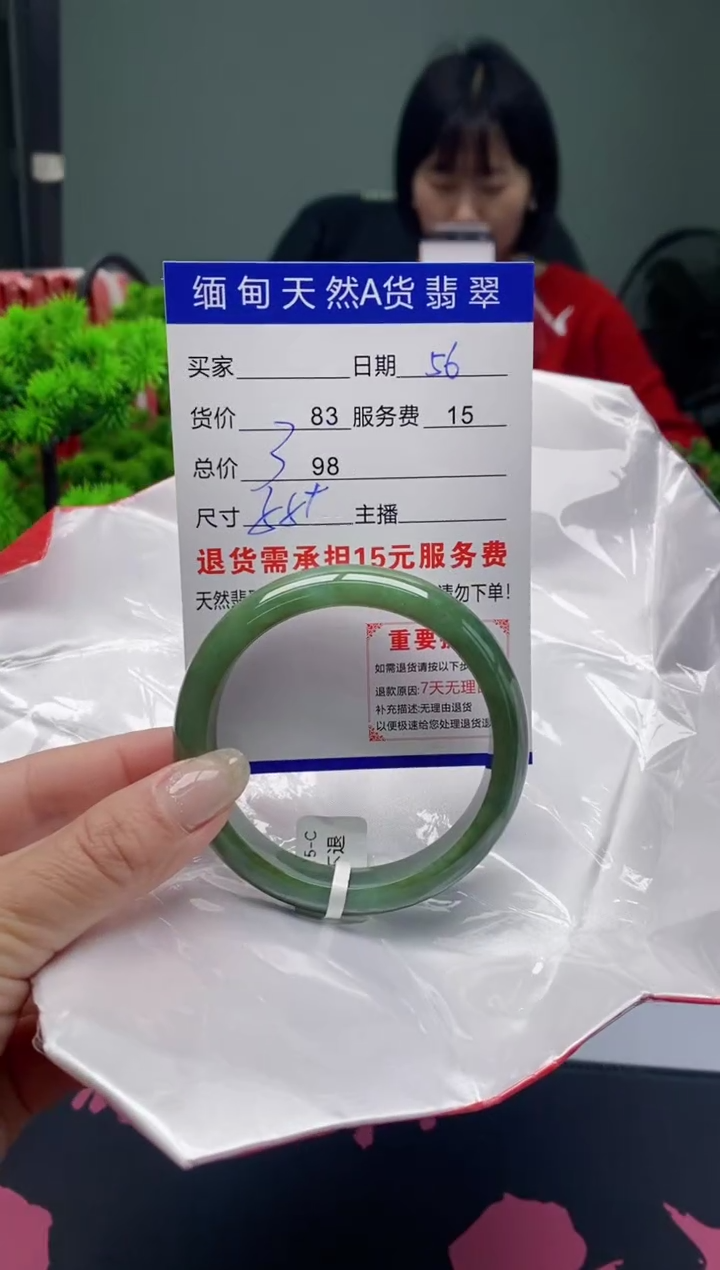 缅甸天然A货翡翠
买家 日期 56
货价 83 服务费 15
总价 3 98
尺寸 主播
退货需承担15元服务费
天然翡 请勿下单!
重要
如需退货请按以下步
退款原因:7天无理
补充描述:无理由退货
以便极速给您处理退货退
5-C
退